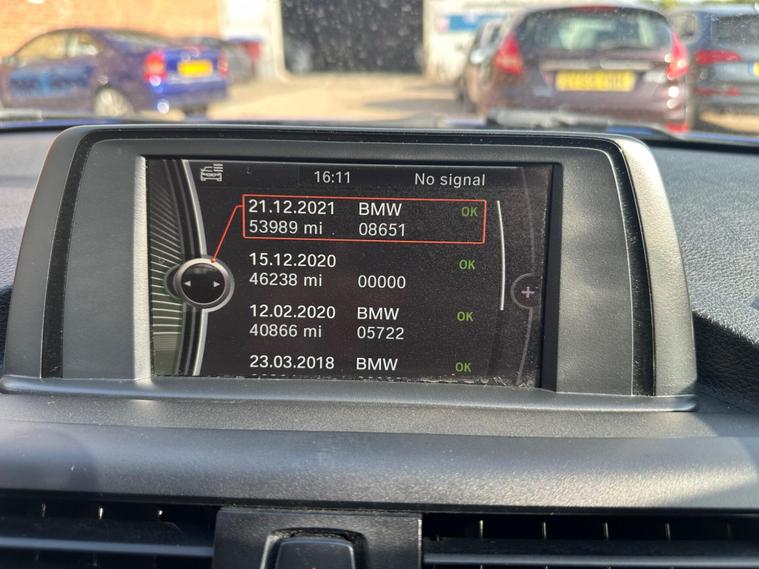 16:11 No signal
21.12.2021 BMW OK
53989 mi 08651
15.12.2020 OK
46238 mi 00000
12.02.2020 BMW OK
40866 mi 05722
23.03.2018 BMW OK